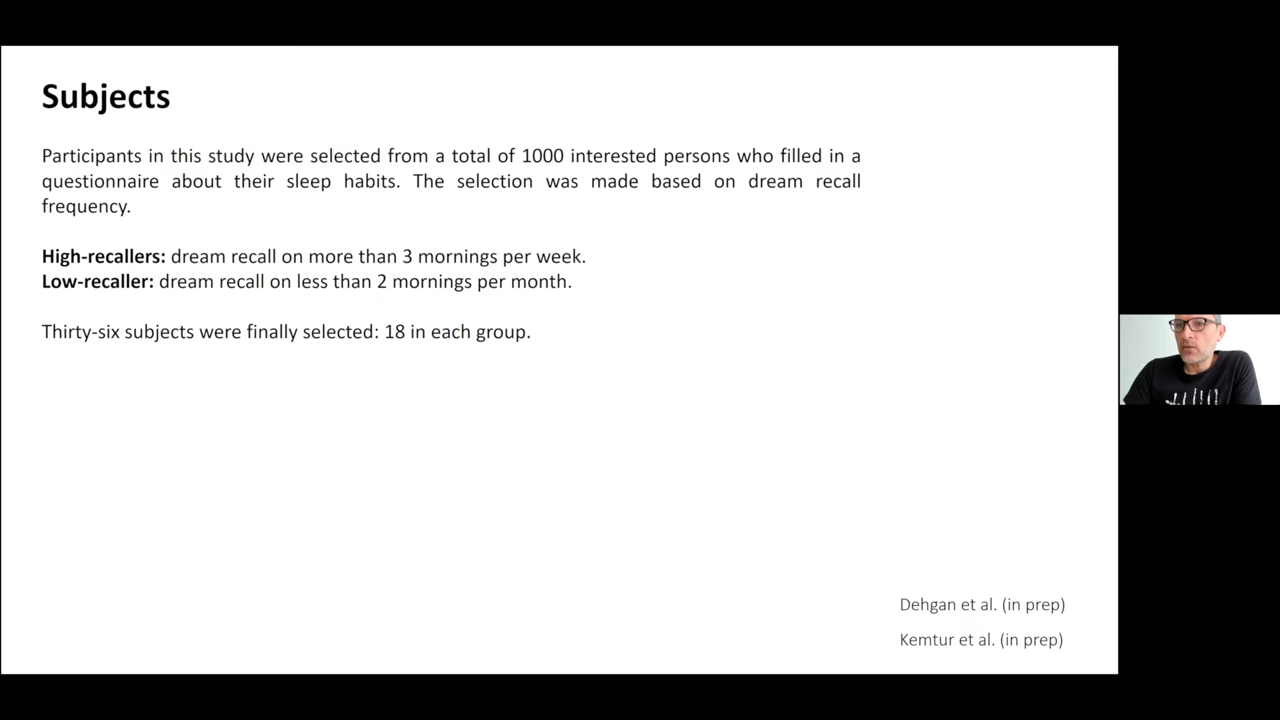 Subjects
Participants in this study were selected from a total of 1000 interested persons who filled in a
questionnaire about their sleep habits. The selection was made based on dream recall
frequency.
High-recallers: dream recall on more than 3 mornings per week.
Low-recaller: dream recall on less than 2 mornings per month.
Thirty-six subjects were finally selected: 18 in each group.
Dehgan et al. (in prep)
Kemtur et al. (in prep)